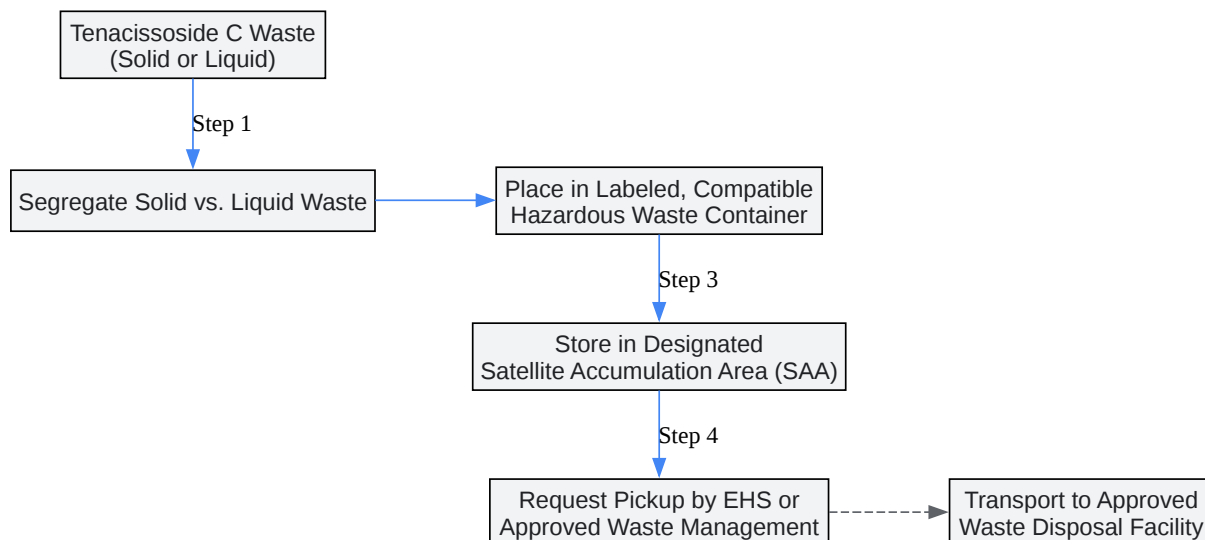 Tenacissoside C Waste
(Solid or Liquid)
Step 1
Segregate Solid vs. Liquid Waste
Place in Labeled, Compatible
Hazardous Waste Container
Step 3
Store in Designated
Satellite Accumulation Area (SAA)
Step 4
Request Pickup by EHS or
Approved Waste Management
Transport to Approved
Waste Disposal Facility